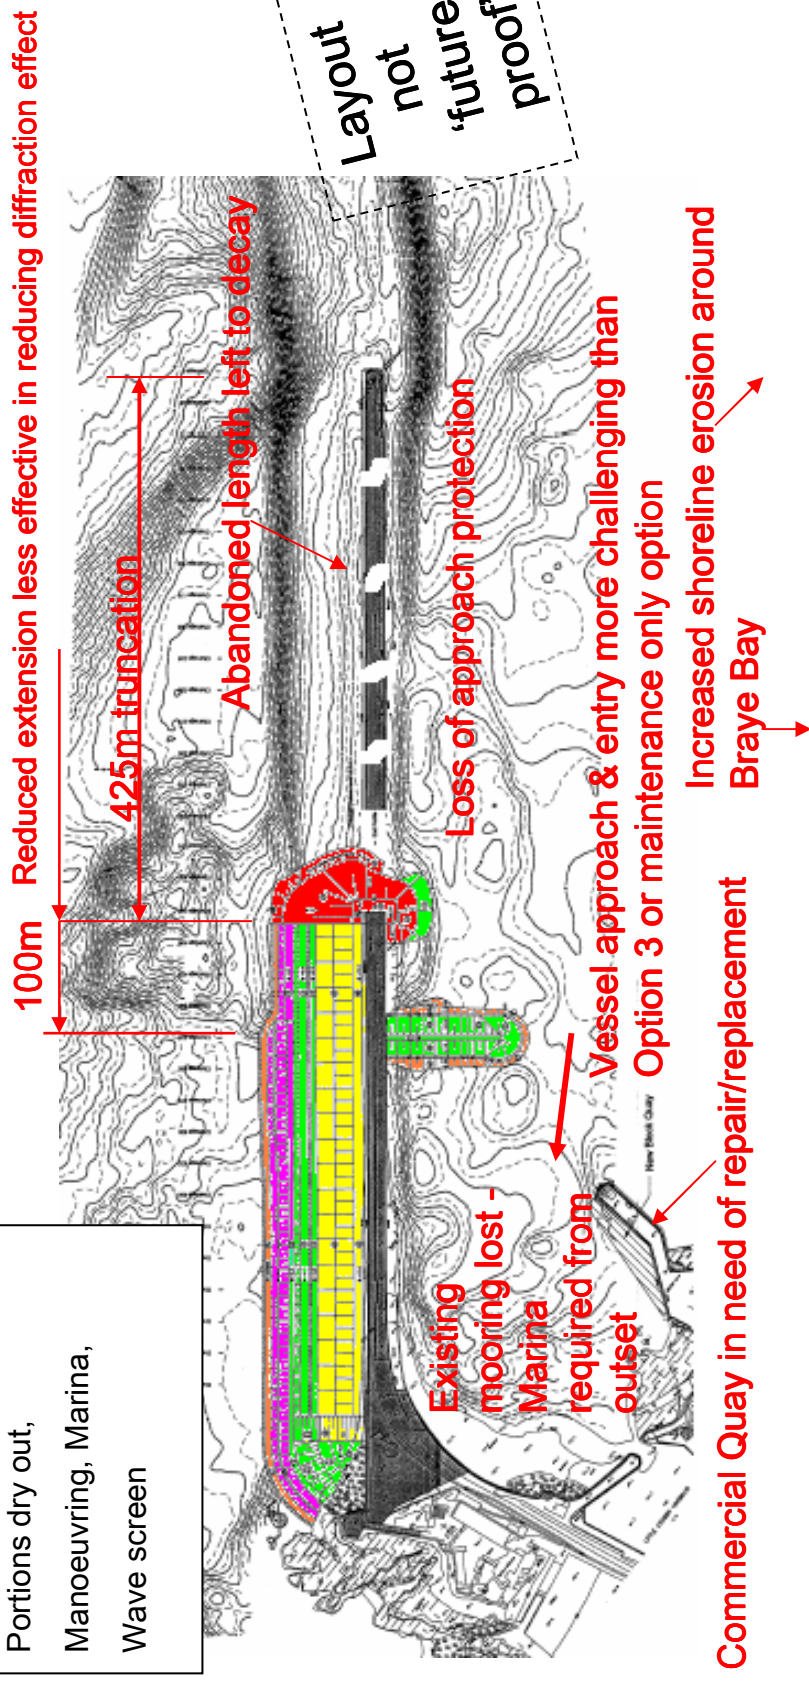 Portions dry out,
Manoeuvring, Marina,
Wave screen
100m
Reduced extension less effective in reducing diffraction effect
425m truncation
Abandoned length left to decay
Layout
not
'future
proof'
Loss of approach protection
Vessel approach & entry more challenging than
Option 3 or maintenance only option
Increased shoreline erosion around
Braye Bay
Existing
mooring lost -
Marina
required from
outset
New Block Quay
Commercial Quay in need of repair/replacement